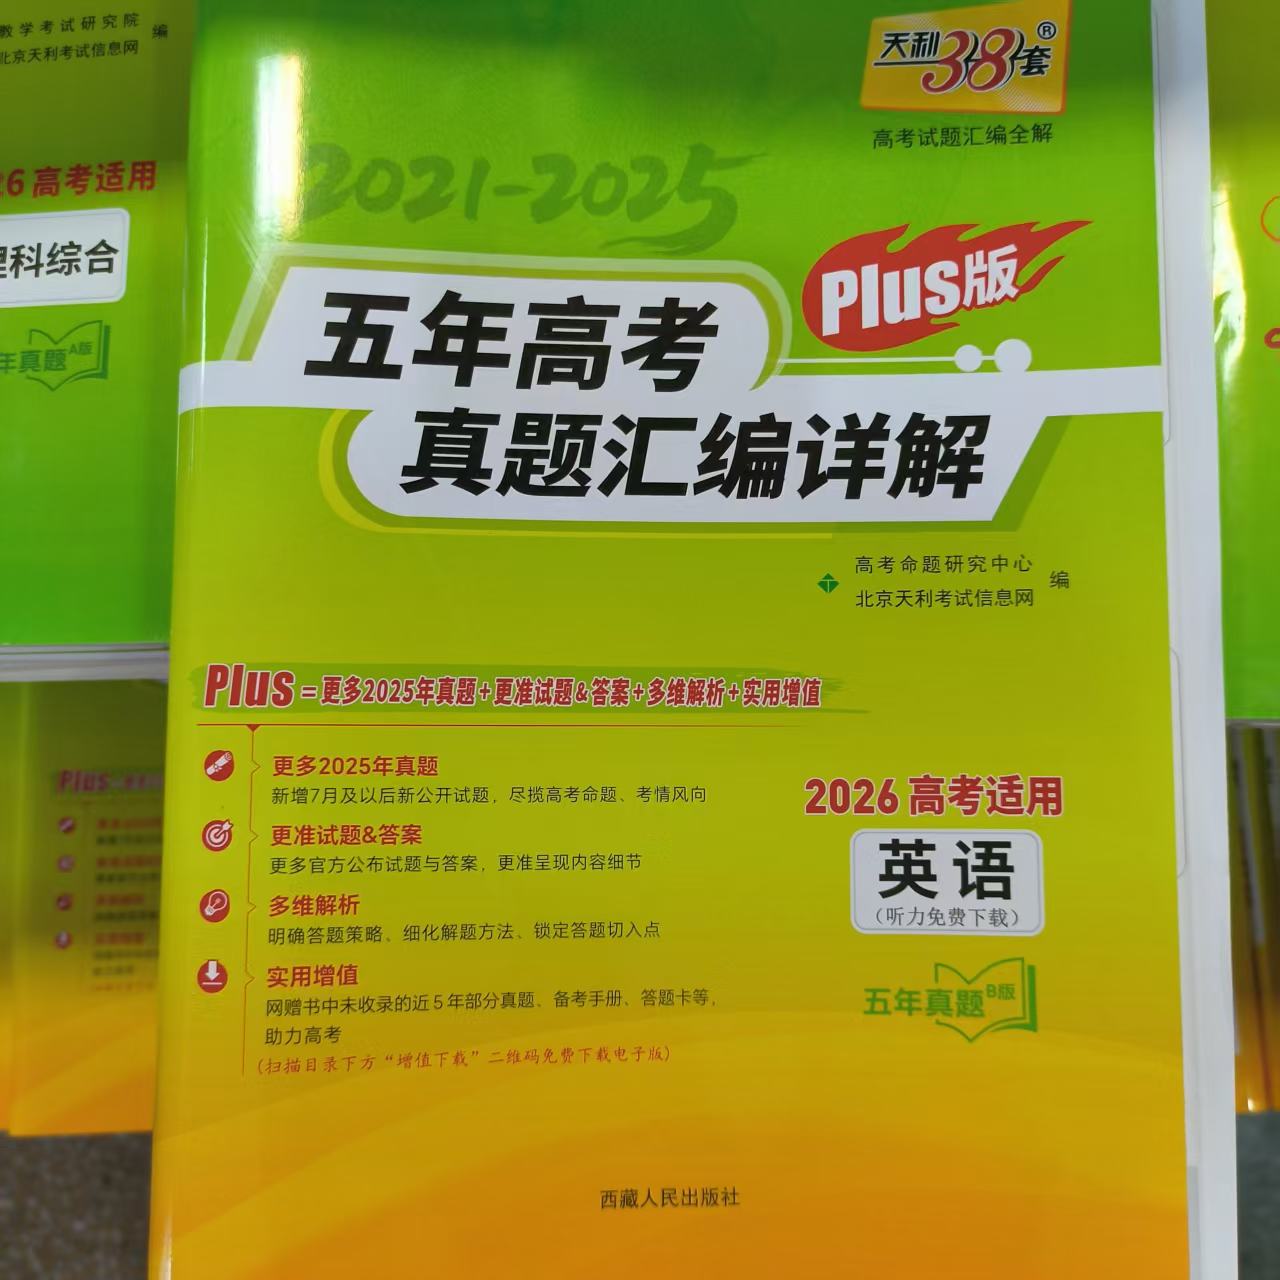 教学考试研究院
北京天利考试信息网
编
6高考适用
理科综合
年真题A版
天利38套®
高考试题汇编全解
2021-2025
Plus版
五年高考
真题汇编详解
高考命题研究中心
北京天利考试信息网
编
Plus=更多2025年真题+更准试题&答案+多维解析+实用增值
更多2025年真题
新增7月及以后新公开试题,尽揽高考命题、考情风向
更准试题&答案
更多官方公布试题与答案,更准呈现内容细节
多维解析
明确答题策略、细化解题方法、锁定答题切入点
实用增值
网赠书中未收录的近5年部分真题、备考手册、答题卡等,
助力高考
(扫描目录下方“增值下载”二维码免费下载电子版)
2026高考适用
英语
(听力免费下载)
五年真题B版
西藏人民出版社
Plus